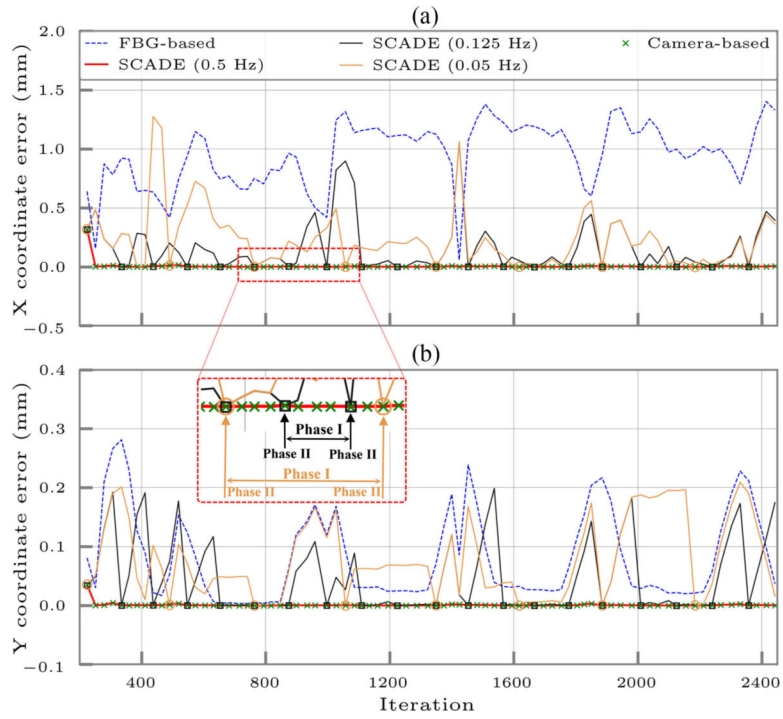 (a)
FBG-based
SCADE (0.5 Hz)
SCADE (0.125 Hz)
SCADE (0.05 Hz)
Camera-based
X coordinate error (mm)
2.0
1.5
1.0
0.5
0.0
−0.5
(b)
Phase I
Phase II
Phase II
Phase I
Phase II
Phase II
Y coordinate error (mm)
0.4
0.3
0.2
0.1
0.0
−0.1
400
800
1200
1600
2000
2400
Iteration